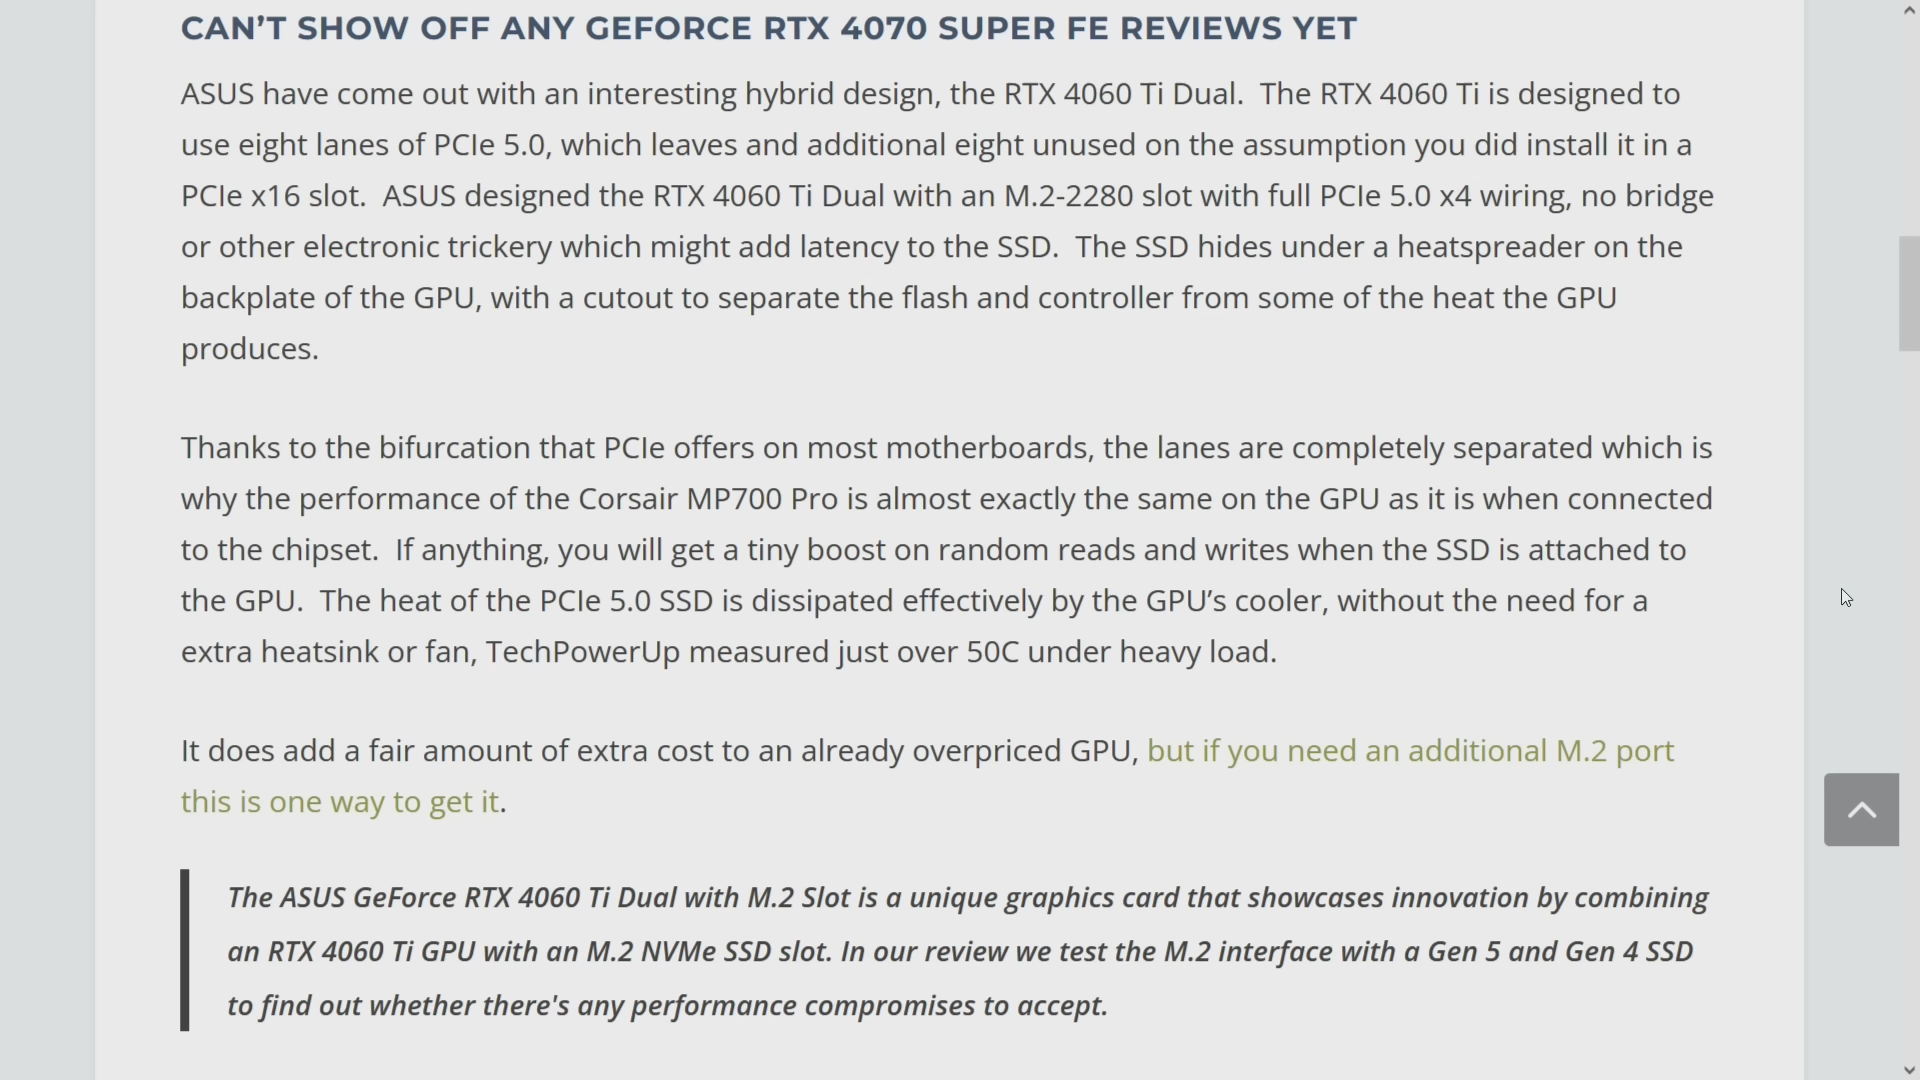 CAN’T SHOW OFF ANY GEFORCE RTX 4070 SUPER FE REVIEWS YET
ASUS have come out with an interesting hybrid design, the RTX 4060 Ti Dual.  The RTX 4060 Ti is designed to
use eight lanes of PCIe 5.0, which leaves and additional eight unused on the assumption you did install it in a
PCIe x16 slot.  ASUS designed the RTX 4060 Ti Dual with an M.2-2280 slot with full PCIe 5.0 x4 wiring, no bridge
or other electronic trickery which might add latency to the SSD.  The SSD hides under a heatspreader on the
backplate of the GPU, with a cutout to separate the flash and controller from some of the heat the GPU
produces.
Thanks to the bifurcation that PCIe offers on most motherboards, the lanes are completely separated which is
why the performance of the Corsair MP700 Pro is almost exactly the same on the GPU as it is when connected
to the chipset.  If anything, you will get a tiny boost on random reads and writes when the SSD is attached to
the GPU.  The heat of the PCIe 5.0 SSD is dissipated effectively by the GPU’s cooler, without the need for a
extra heatsink or fan, TechPowerUp measured just over 50C under heavy load.
It does add a fair amount of extra cost to an already overpriced GPU, but if you need an additional M.2 port
this is one way to get it.
The ASUS GeForce RTX 4060 Ti Dual with M.2 Slot is a unique graphics card that showcases innovation by combining
an RTX 4060 Ti GPU with an M.2 NVMe SSD slot. In our review we test the M.2 interface with a Gen 5 and Gen 4 SSD
to find out whether there's any performance compromises to accept.